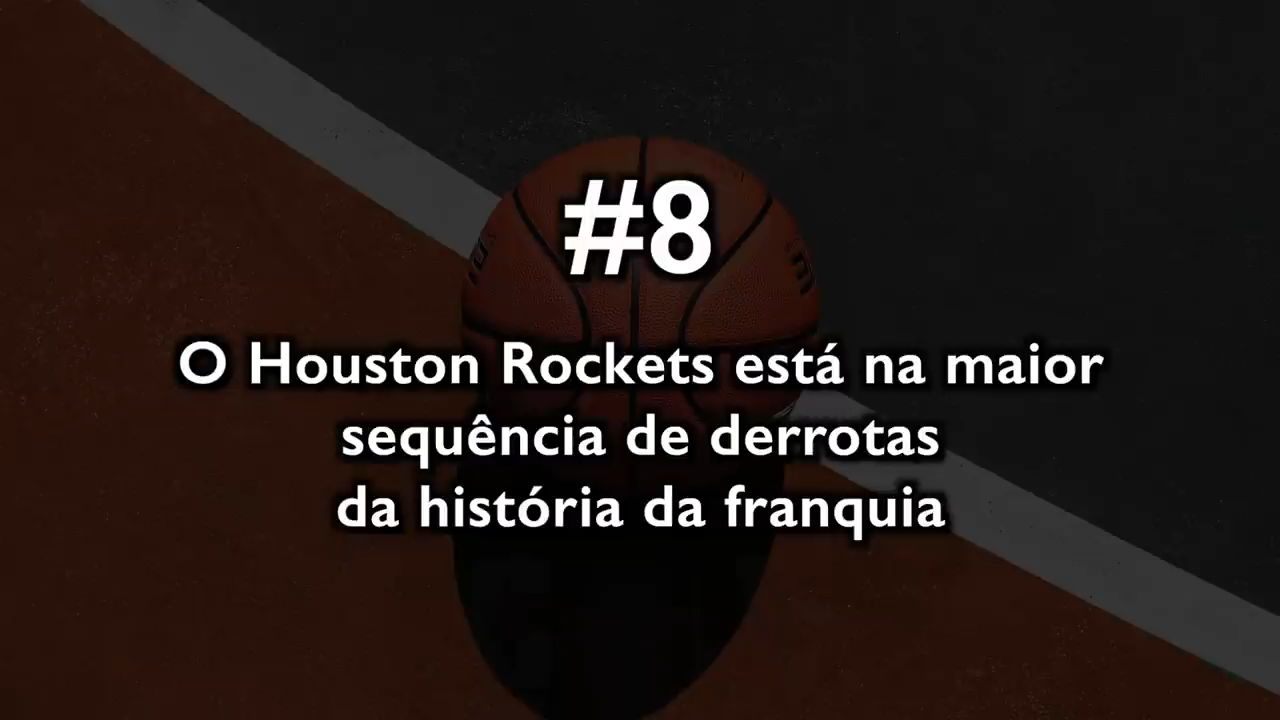 #8
O Houston Rockets está na maior
sequência de derrotas
da história da franquia